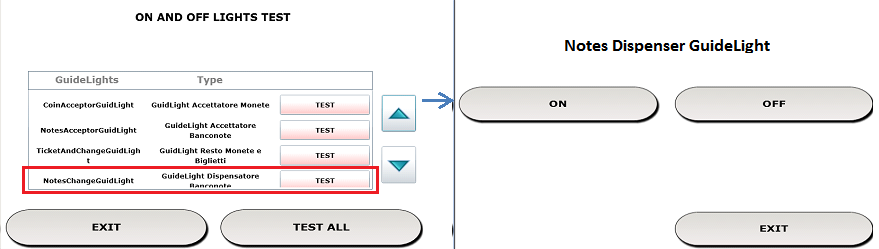 ON AND OFF LIGHTS TEST
GuideLights Type
CoinAcceptorGuidLight GuidLight Accettatore Monete TEST
NotesAcceptorGuidLight GuideLight Accettatore Banconote TEST
TicketAndChangeGuidLigh
t GuidLight Resto Monete e
Biglietti TEST
NotesChangeGuidLight GuideLight Dispensatore
Banconote TEST
EXIT TEST ALL
Notes Dispenser GuideLight
ON OFF
EXIT